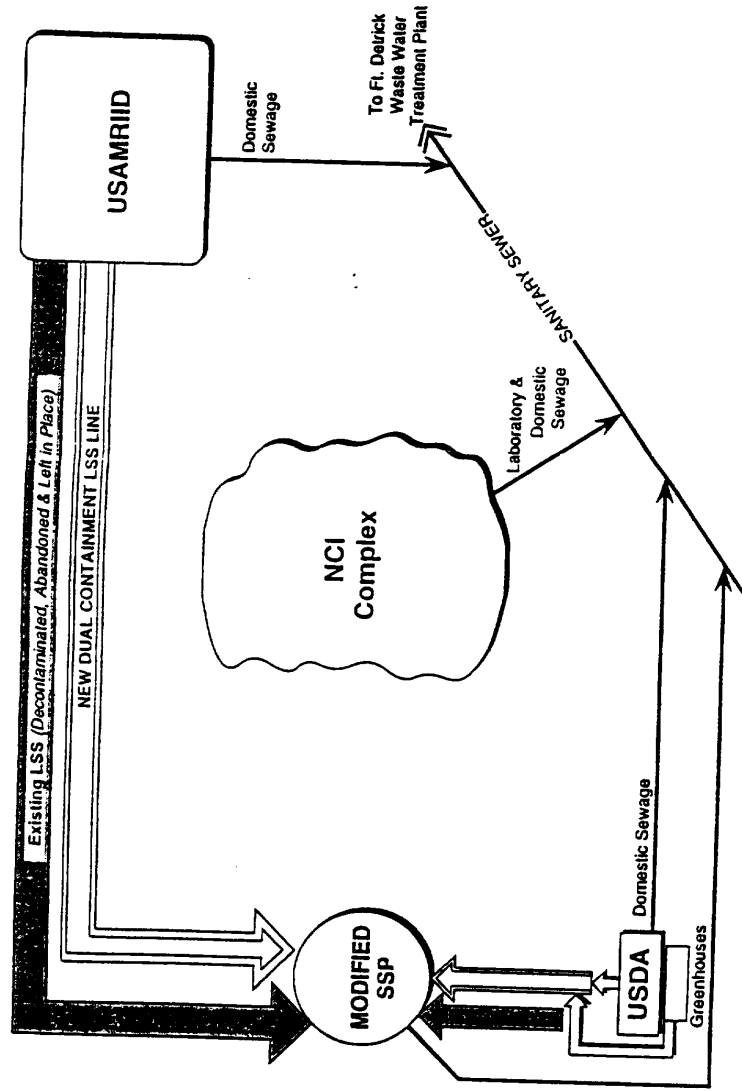 Existing LSS (Decontaminated, Abandoned & Left in Place)
NEW DUAL CONTAINMENT LSS LINE
USAMRIID
Domestic
Sewage
To Ft. Detrick
Waste Water
Treatment Plant
SANITARY SEWER
NCI
Complex
Laboratory &
Domestic
Sewage
MODIFIED
SSP
Domestic Sewage
USDA
Greenhouses